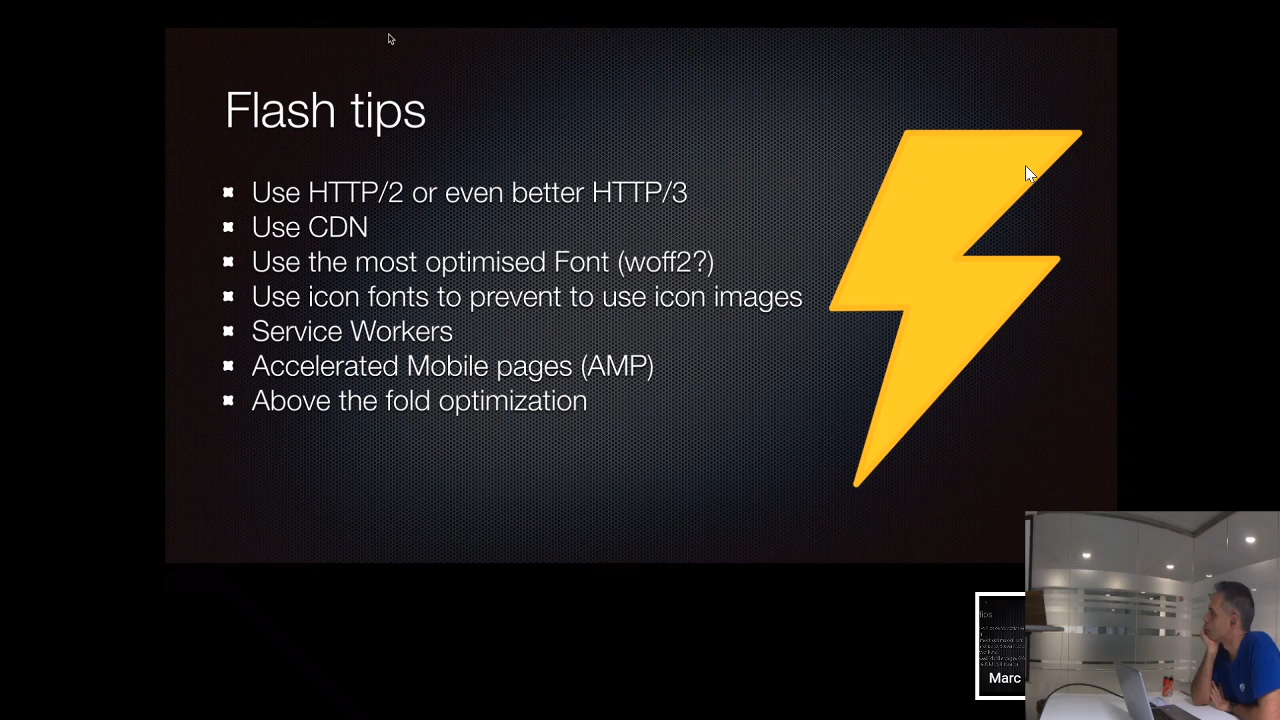 Flash tips
Use HTTP/2 or even better HTTP/3
Use CDN
Use the most optimised Font (woff2?)
Use icon fonts to prevent to use icon images
Service Workers
Accelerated Mobile pages (AMP)
Above the fold optimization
Marc